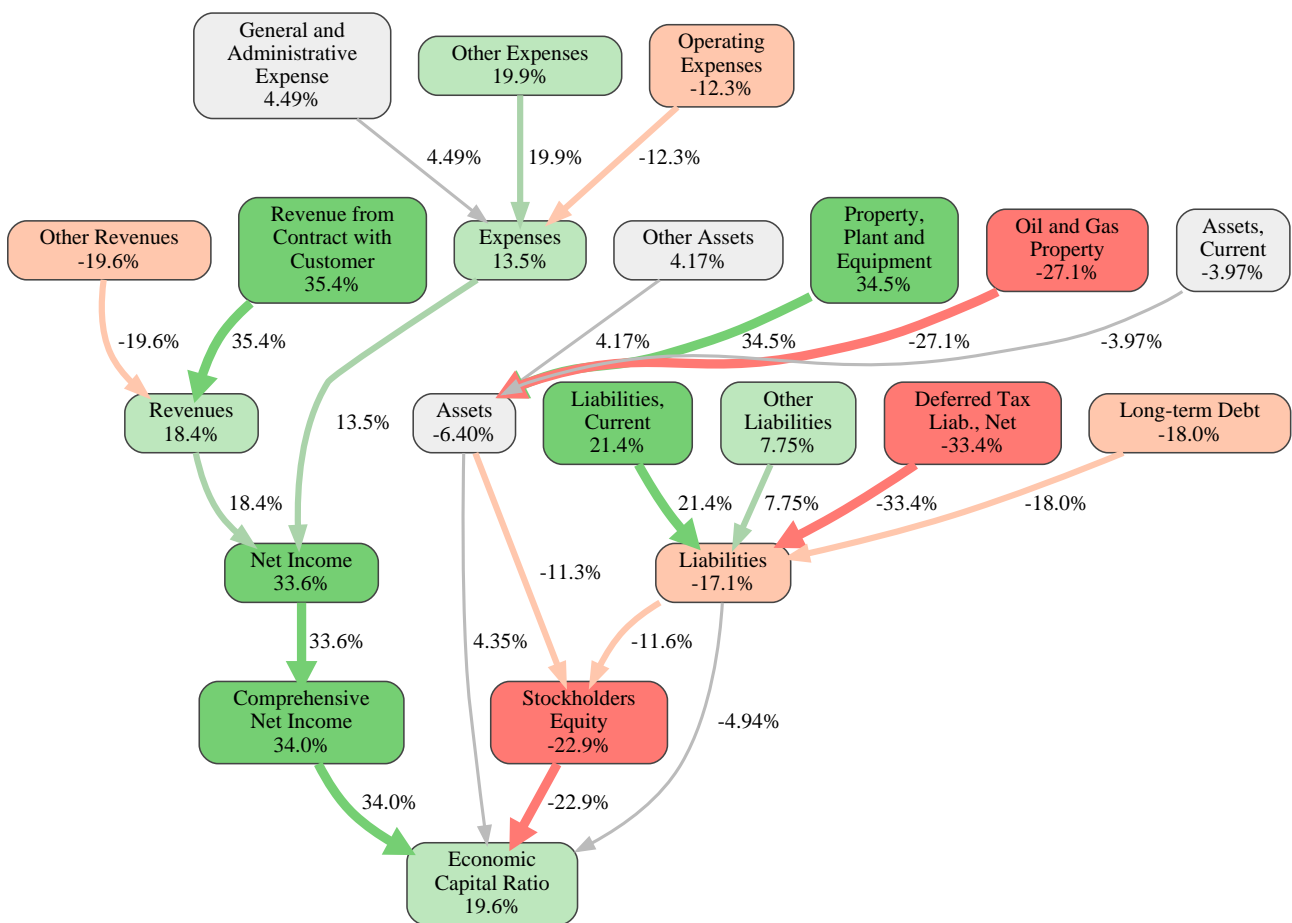 General and
Administrative
Expense
4.49%
Other Expenses
19.9%
Operating
Expenses
-12.3%
4.49%
19.9%
-12.3%
Other Revenues
-19.6%
Revenue from
Contract with
Customer
35.4%
Expenses
13.5%
Other Assets
4.17%
Property,
Plant and
Equipment
34.5%
Oil and Gas
Property
-27.1%
Assets,
Current
-3.97%
-19.6%
35.4%
4.17%
34.5%
-27.1%
-3.97%
Revenues
18.4%
13.5%
Assets
-6.40%
Liabilities,
Current
21.4%
Other
Liabilities
7.75%
Deferred Tax
Liab., Net
-33.4%
Long-term Debt
-18.0%
18.4%
21.4%
7.75%
-33.4%
-18.0%
Net Income
33.6%
-11.3%
Liabilities
-17.1%
33.6%
4.35%
-11.6%
Comprehensive
Net Income
34.0%
Stockholders
Equity
-22.9%
-4.94%
34.0%
-22.9%
Economic
Capital Ratio
19.6%